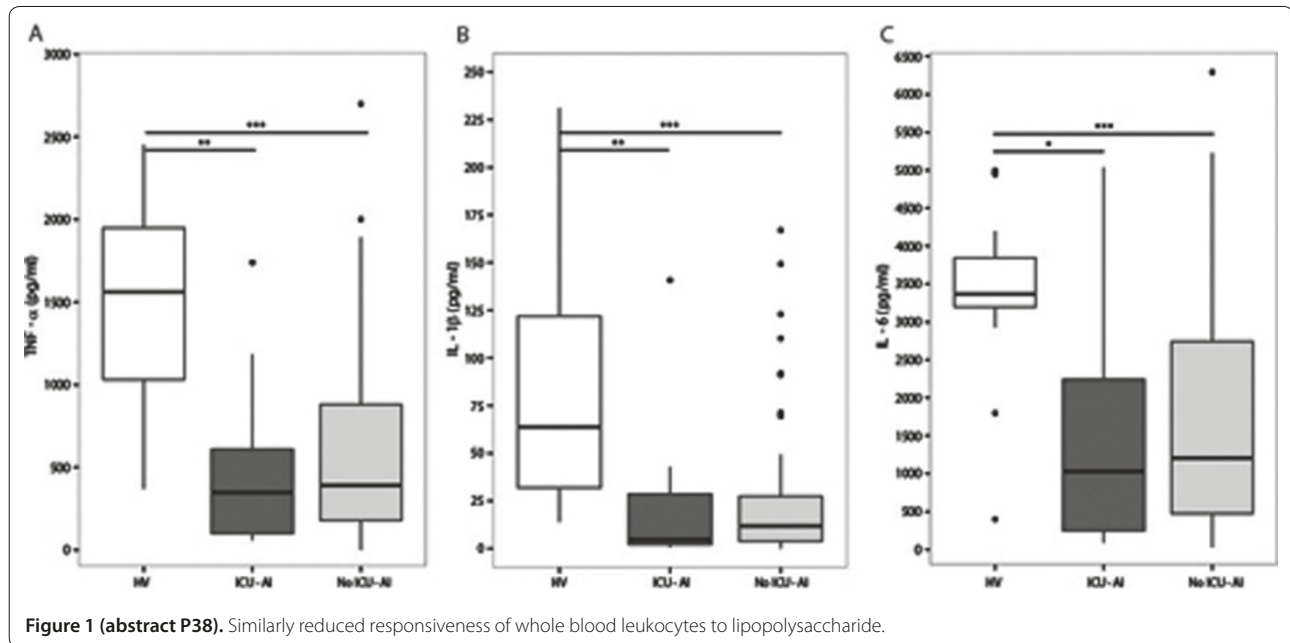 A
B
C
3000
2500
2000
1500
1000
500
0
TNF - α (pg/ml)
HV
ICU - AI
No ICU - AI
***
**
250
225
200
175
150
125
100
75
50
25
0
IL - 1β (pg/ml)
HV
ICU - AI
No ICU - AI
***
**
6500
6000
5500
5000
4500
4000
3500
3000
2500
2000
1500
1000
500
0
IL - 6 (pg/ml)
HV
ICU - AI
No ICU - AI
***
*
Figure 1 (abstract P38). Similarly reduced responsiveness of whole blood leukocytes to lipopolysaccharide.